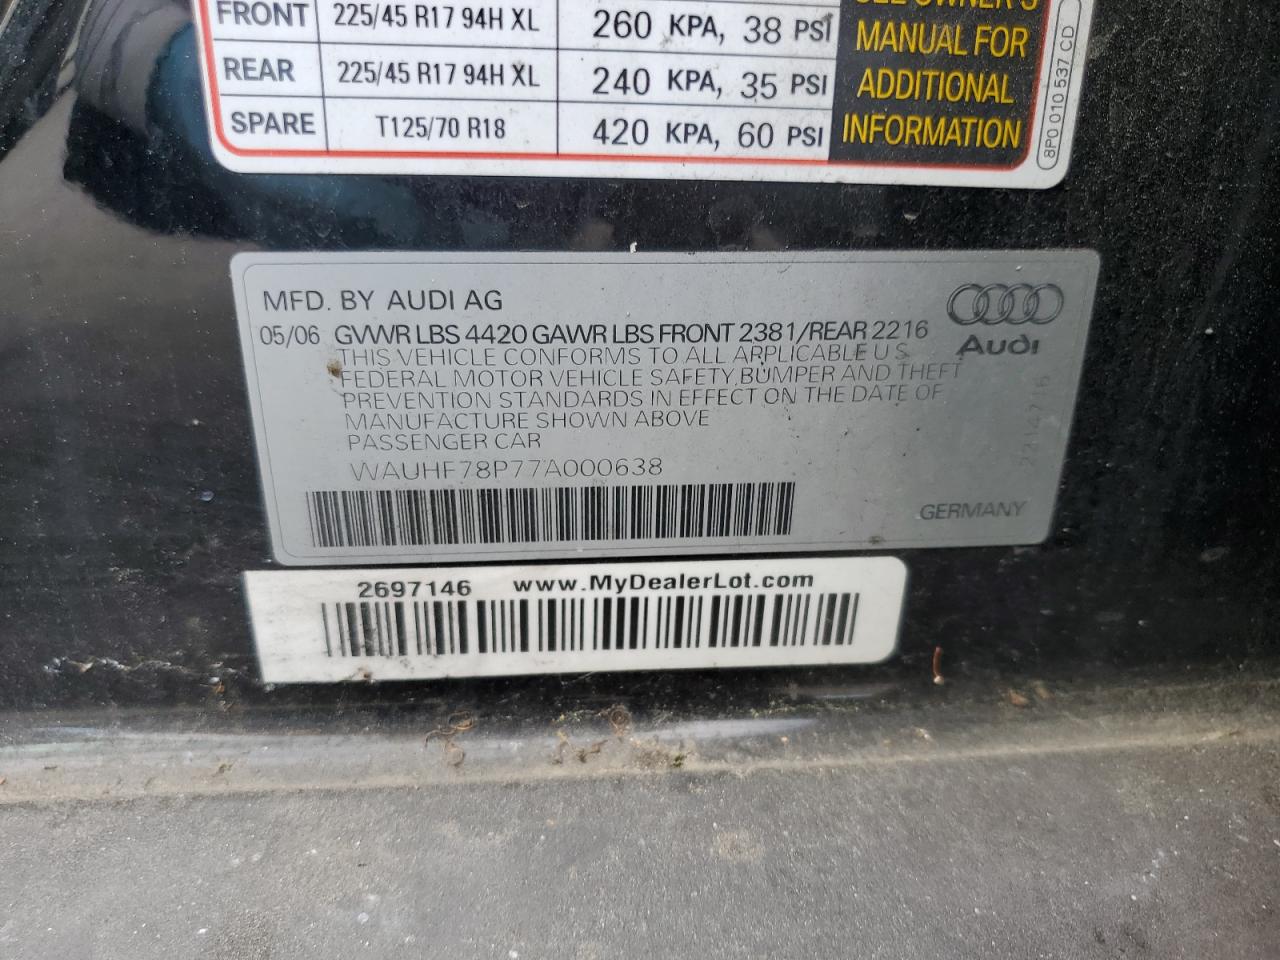 FRONT 225/45 R17 94H XL 260 KPA, 38 PSI
REAR 225/45 R17 94H XL 240 KPA, 35 PSI
SPARE T125/70 R18 420 KPA, 60 PSI
SEE OWNER'S
MANUAL FOR
ADDITIONAL
INFORMATION
8P0 010 537 CD
MFD. BY AUDI AG
05/06 GVWR LBS 4420 GAWR LBS FRONT 2381/REAR 2216
THIS VEHICLE CONFORMS TO ALL APPLICABLE U.S.
FEDERAL MOTOR VEHICLE SAFETY, BUMPER AND THEFT
PREVENTION STANDARDS IN EFFECT ON THE DATE OF
MANUFACTURE SHOWN ABOVE
PASSENGER CAR
WAUHF78P77A000638
Audi
GERMANY
2697146 www.MyDealerLot.com